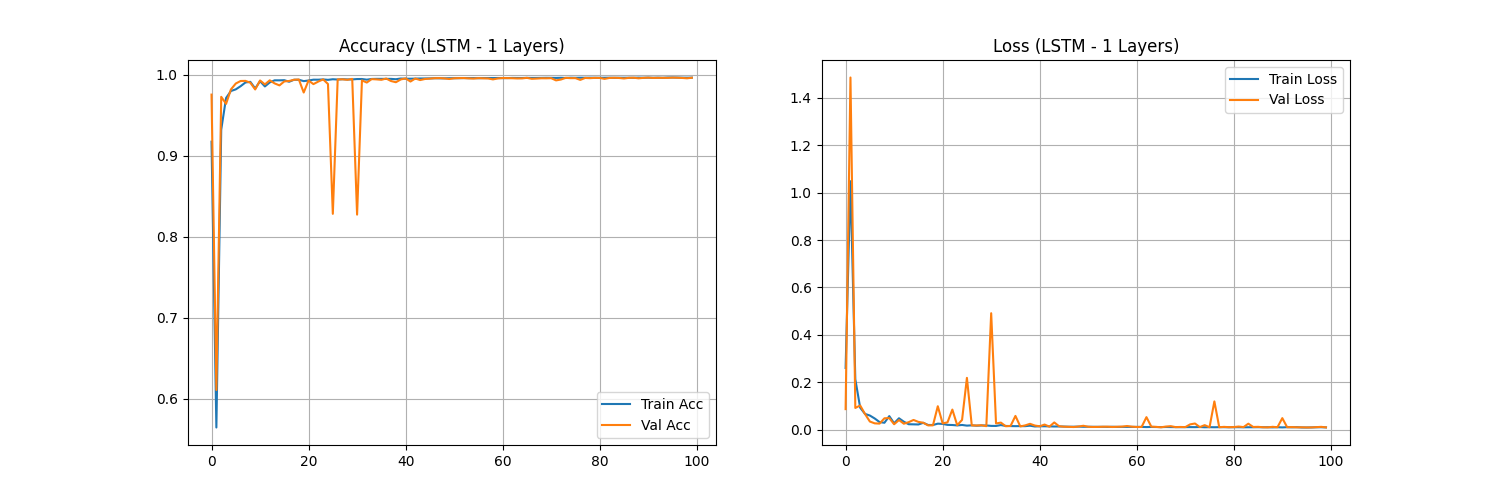 Accuracy (LSTM - 1 Layers)
1.0
0.9
0.8
0.7
0.6
0 20 40 60 80 100
Train Acc
Val Acc
Loss (LSTM - 1 Layers)
1.4
1.2
1.0
0.8
0.6
0.4
0.2
0.0
0 20 40 60 80 100
Train Loss
Val Loss